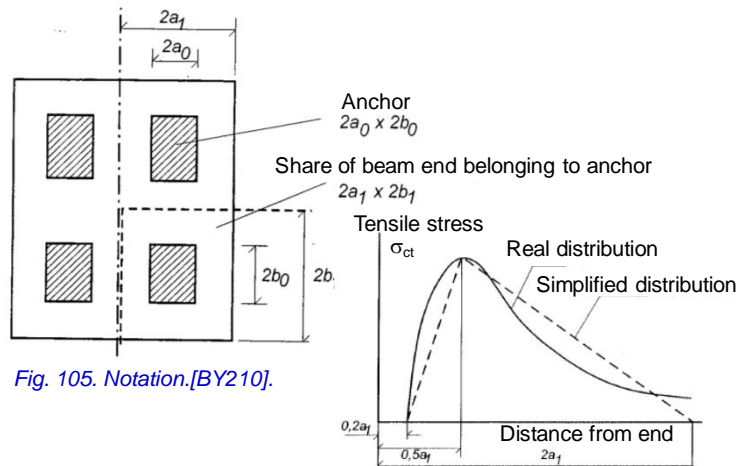 2a₁
2a₀
Anchor
2a₀ x 2b₀
Share of beam end belonging to anchor
2a₁ x 2b₁
2b₀
2b
Fig. 105. Notation.[BY210].
Tensile stress
σct
Real distribution
Simplified distribution
0,2a₁
0,5a₁
Distance from end
2a₁